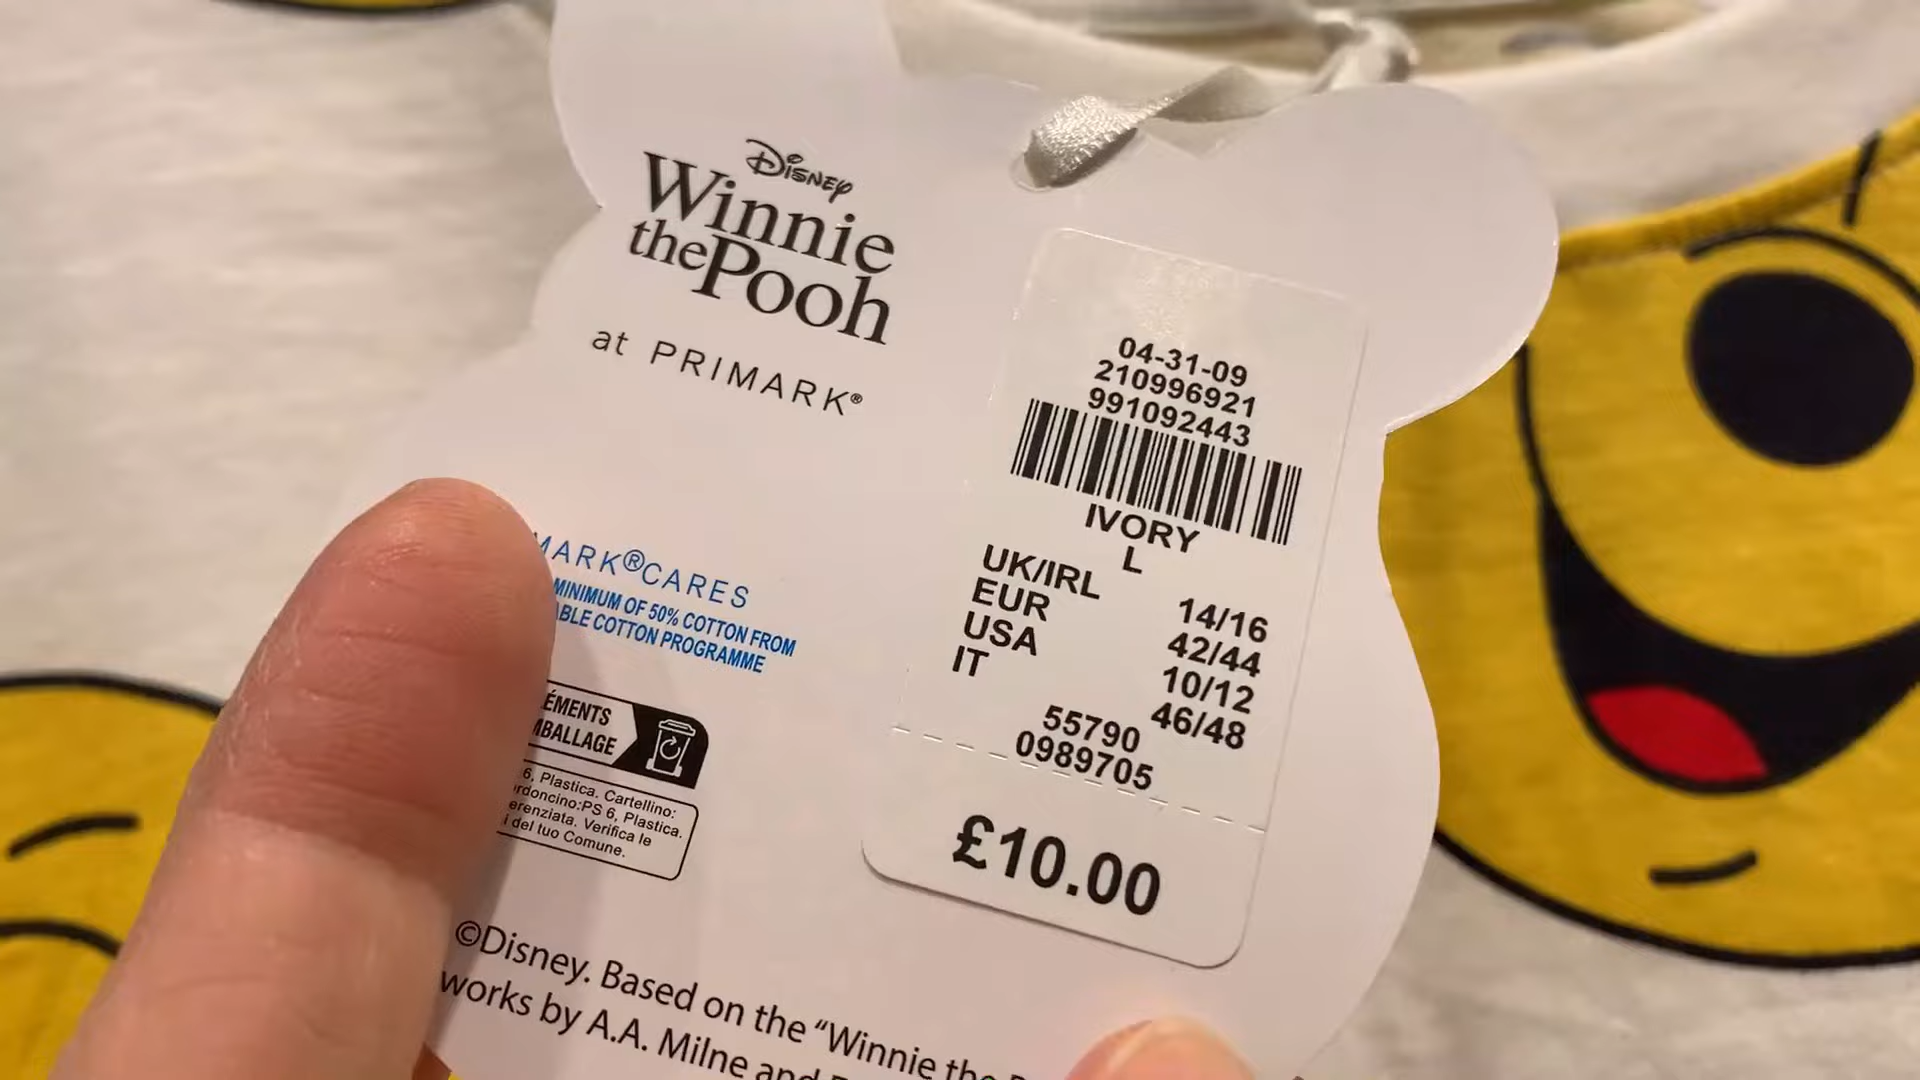 Disney
Winnie
the Pooh
at PRIMARK®
04-31-09
210996921
991092443
IVORY
L
UK/IRL 14/16
EUR 42/44
USA 10/12
IT 46/48
55790
0989705
£10.00
MARK®CARES
MINIMUM OF 50% COTTON FROM
ABLE COTTON PROGRAMME
ÉMENTS
MBALLAGE
6, Plastica. Cartellino:
rdoncino:PS 6, Plastica.
erenziata. Verifica le
i del tuo Comune.
©Disney. Based on the “Winnie the
works by A.A. Milne and